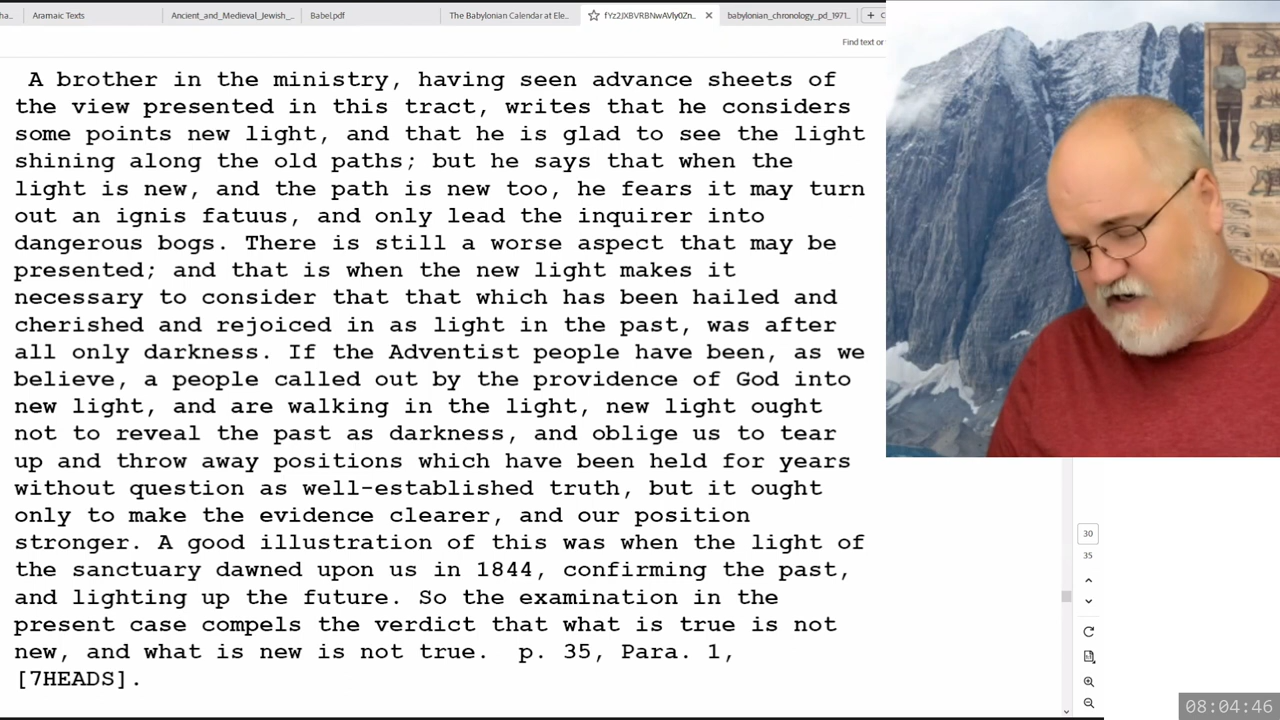 Aramaic Texts
Ancient_and_Medieval_Jewish_...
Babel.pdf
The Babylonian Calendar at Ele...
fYz2JXBVRBNwAVly0Zn...
babylonian_chronology_pd_1971...
Find text or
A brother in the ministry, having seen advance sheets of
the view presented in this tract, writes that he considers
some points new light, and that he is glad to see the light
shining along the old paths; but he says that when the
light is new, and the path is new too, he fears it may turn
out an ignis fatuus, and only lead the inquirer into
dangerous bogs. There is still a worse aspect that may be
presented; and that is when the new light makes it
necessary to consider that that which has been hailed and
cherished and rejoiced in as light in the past, was after
all only darkness. If the Adventist people have been, as we
believe, a people called out by the providence of God into
new light, and are walking in the light, new light ought
not to reveal the past as darkness, and oblige us to tear
up and throw away positions which have been held for years
without question as well-established truth, but it ought
only to make the evidence clearer, and our position
stronger. A good illustration of this was when the light of
the sanctuary dawned upon us in 1844, confirming the past,
and lighting up the future. So the examination in the
present case compels the verdict that what is true is not
new, and what is new is not true.  p. 35, Para. 1,
[7HEADS].
30
35
08:04:46